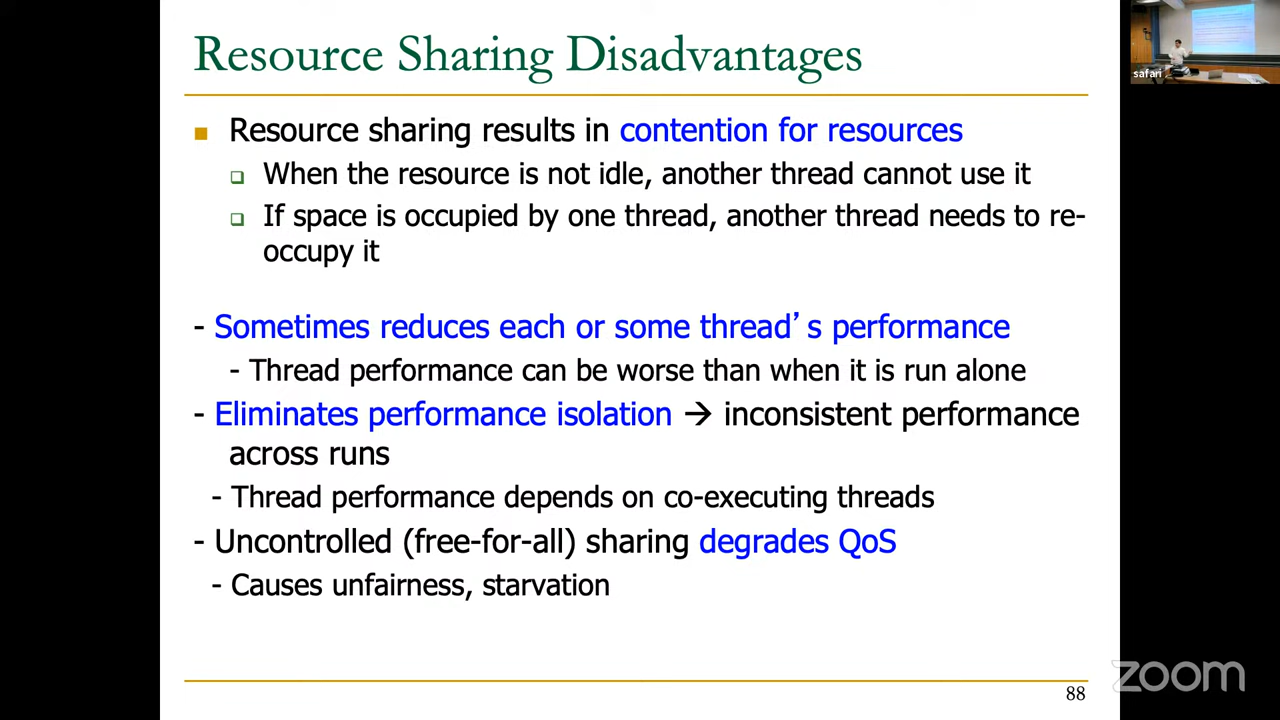 Resource Sharing Disadvantages
Resource sharing results in contention for resources
When the resource is not idle, another thread cannot use it
If space is occupied by one thread, another thread needs to re-
occupy it
- Sometimes reduces each or some thread’s performance
- Thread performance can be worse than when it is run alone
- Eliminates performance isolation → inconsistent performance
across runs
- Thread performance depends on co-executing threads
- Uncontrolled (free-for-all) sharing degrades QoS
- Causes unfairness, starvation
88
safari
zoom